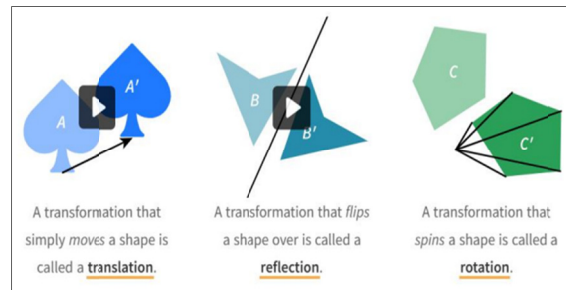 A
A'
B
B'
C
C'
A transformation that
simply moves a shape is
called a translation.
A transformation that flips
a shape over is called a
reflection.
A transformation that
spins a shape is called a
rotation.